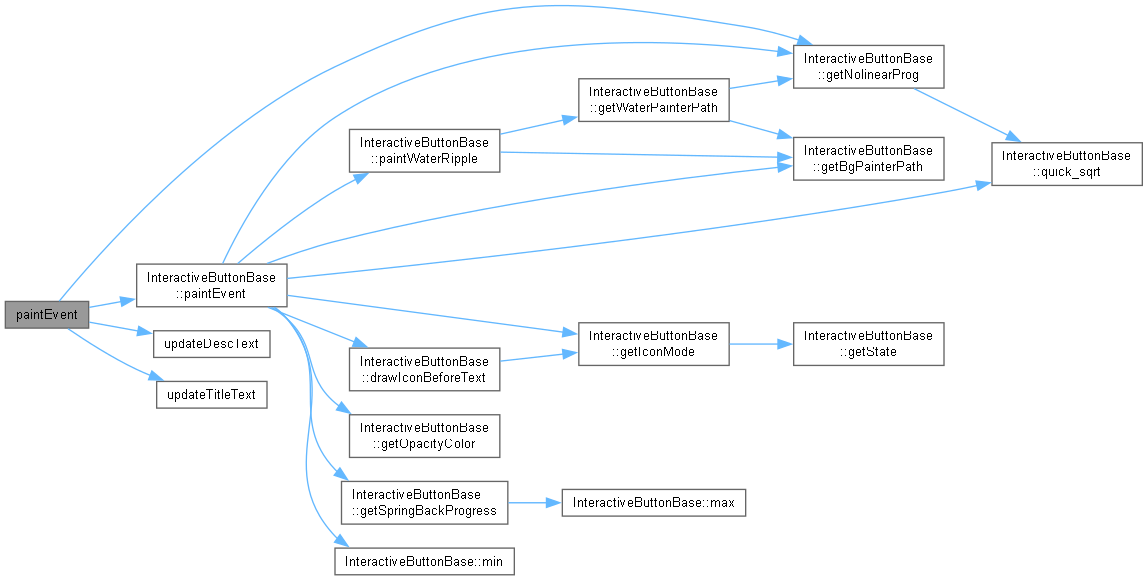 InteractiveButtonBase
::getNolinearProg
InteractiveButtonBase
::getWaterPainterPath
InteractiveButtonBase
::paintWaterRipple
InteractiveButtonBase
::getBgPainterPath
InteractiveButtonBase
::quick_sqrt
InteractiveButtonBase
::paintEvent
paintEvent
updateDescText
updateTitleText
InteractiveButtonBase
::getIconMode
InteractiveButtonBase
::getState
InteractiveButtonBase
::drawIconBeforeText
InteractiveButtonBase
::getOpacityColor
InteractiveButtonBase
::getSpringBackProgress
InteractiveButtonBase::max
InteractiveButtonBase::min